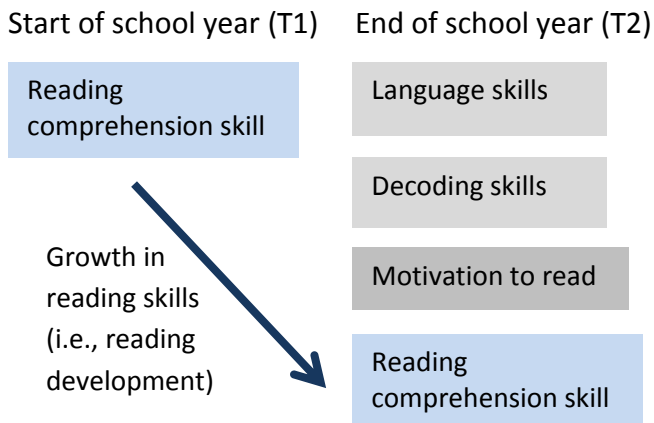 Start of school year (T1)
End of school year (T2)
Reading
comprehension skill
Language skills
Decoding skills
Growth in
reading skills
(i.e., reading
development)
Motivation to read
Reading
comprehension skill